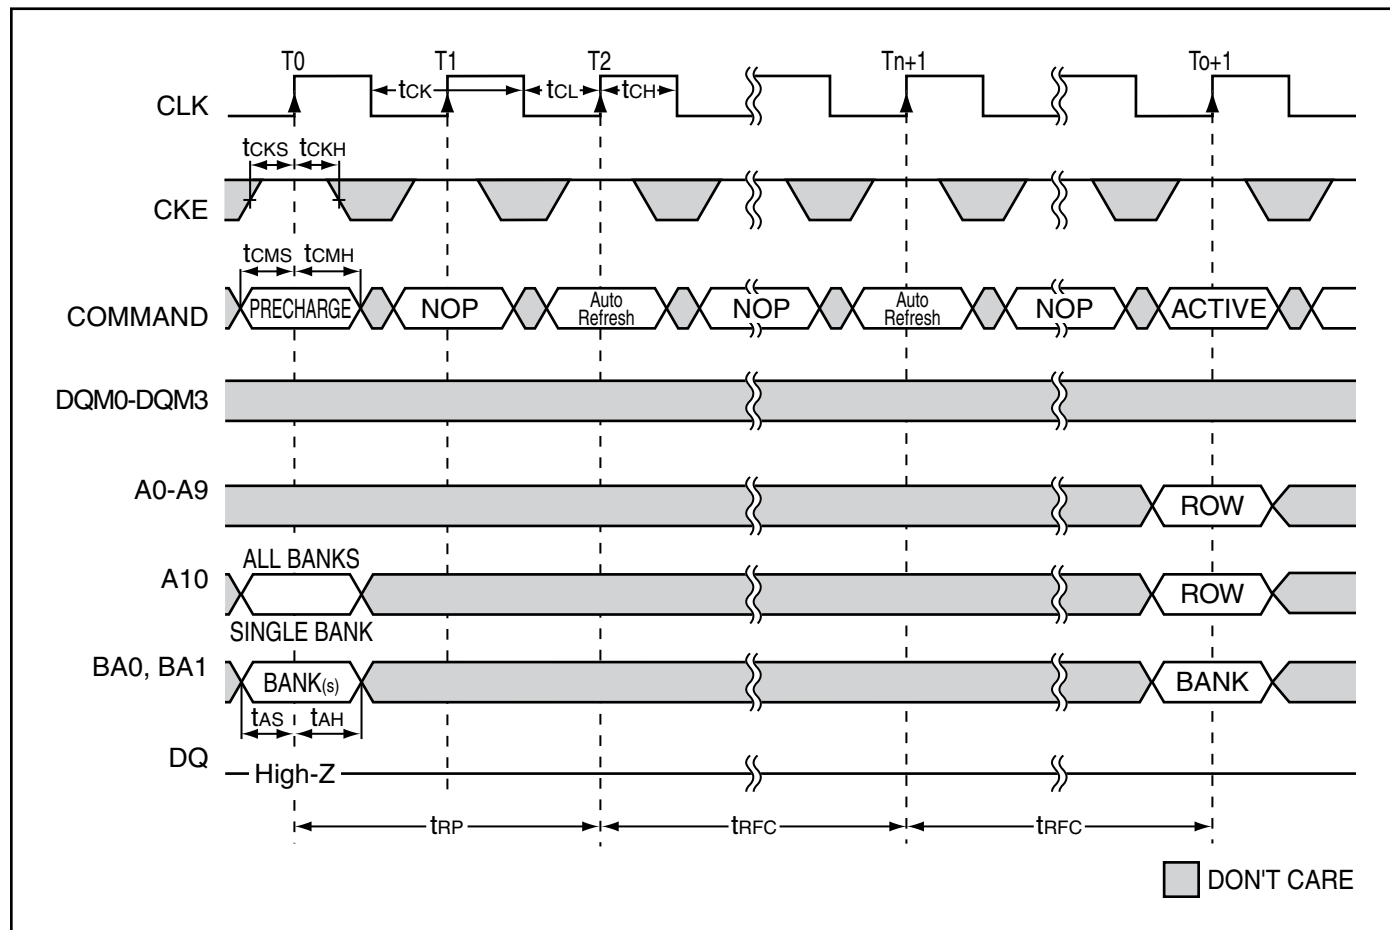 T0 T1 T2 Tn+1 To+1
CLK tCK tCL tCH
tCKS tCKH
CKE
tCMS tCMH
COMMAND PRECHARGE NOP Auto Refresh NOP Auto Refresh NOP ACTIVE
DQM0-DQM3
A0-A9 ROW
ALL BANKS
A10 ROW
SINGLE BANK
BA0, BA1 BANK(s) BANK
tAS tAH
DQ High-Z
tRP tRFC tRFC
DON'T CARE